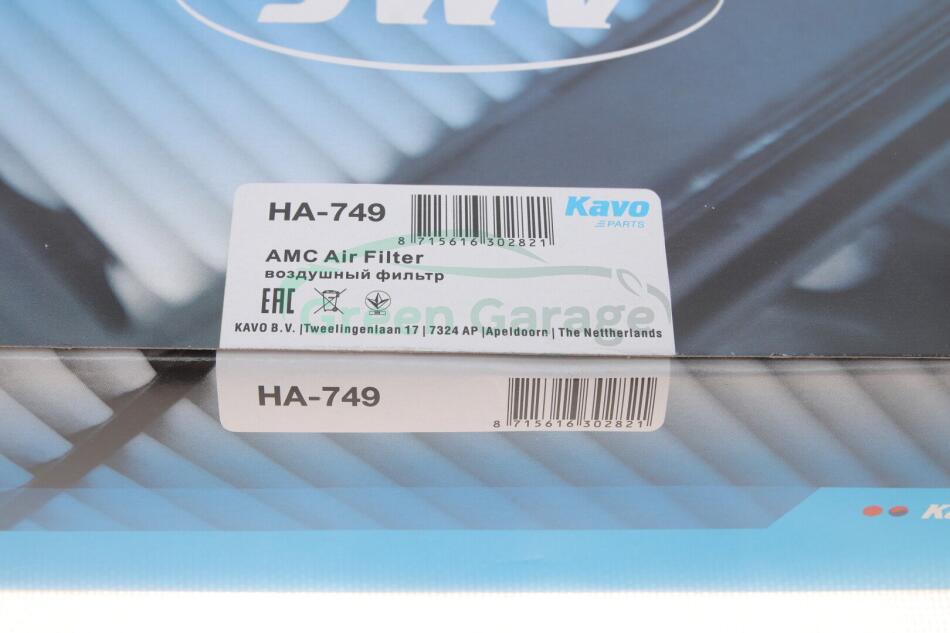 HA-749
Kavo
PARTS
8 715616 302821
AMC Air Filter
воздушный фильтр
EAC
Green Garage
KAVO B.V. |Tweelingenlaan 17 | 7324 AP |Apeldoorn | The Nettherlands
HA-749
8 715616 302821